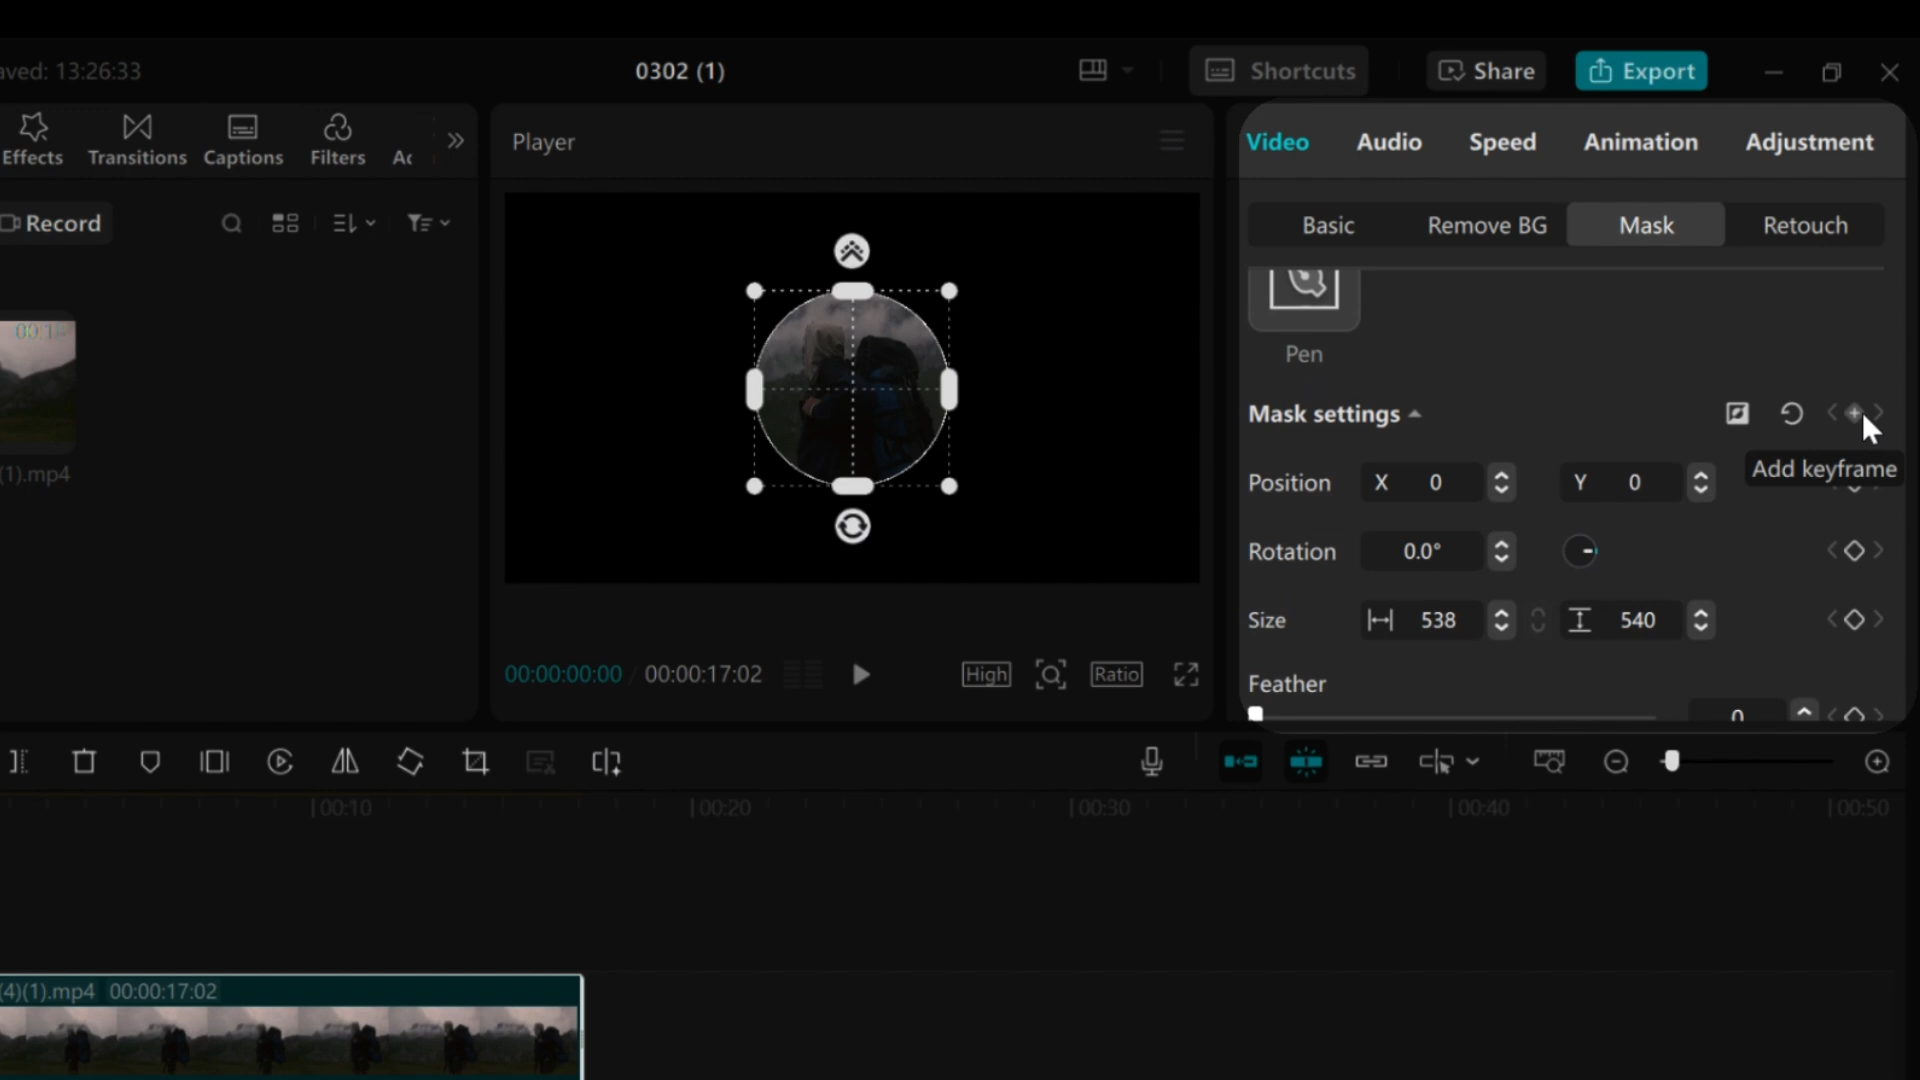 aved: 13:26:33
0302 (1)
Shortcuts
Share
Export
Effects
Transitions
Captions
Filters
Player
Video
Audio
Speed
Animation
Adjustment
Record
Basic
Remove BG
Mask
Retouch
Pen
(1).mp4
Mask settings
Add keyframe
Position
X 0
Y 0
Rotation
0.0°
Size
538
540
Feather
0
00:00:00:00 / 00:00:17:02
High
Ratio
00:10
00:20
00:30
00:40
00:50
(4)(1).mp4 00:00:17:02